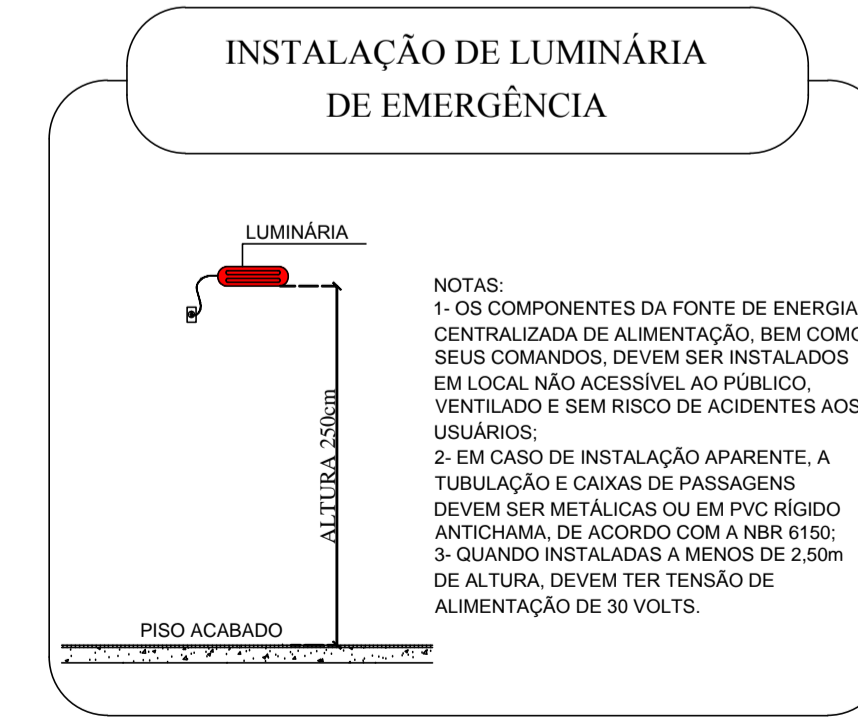 INSTALAÇÃO DE LUMINÁRIA
DE EMERGÊNCIA
LUMINÁRIA
ALTURA 250cm
PISO ACABADO
NOTAS:
1- OS COMPONENTES DA FONTE DE ENERGIA
CENTRALIZADA DE ALIMENTAÇÃO, BEM COMO
SEUS COMANDOS, DEVEM SER INSTALADOS
EM LOCAL NÃO ACESSÍVEL AO PÚBLICO,
VENTILADO E SEM RISCO DE ACIDENTES AOS
USUÁRIOS;
2- EM CASO DE INSTALAÇÃO APARENTE, A
TUBULAÇÃO E CAIXAS DE PASSAGENS
DEVEM SER METÁLICAS OU EM PVC RÍGIDO
ANTICHAMA, DE ACORDO COM A NBR 6150;
3- QUANDO INSTALADAS A MENOS DE 2,50m
DE ALTURA, DEVEM TER TENSÃO DE
ALIMENTAÇÃO DE 30 VOLTS.